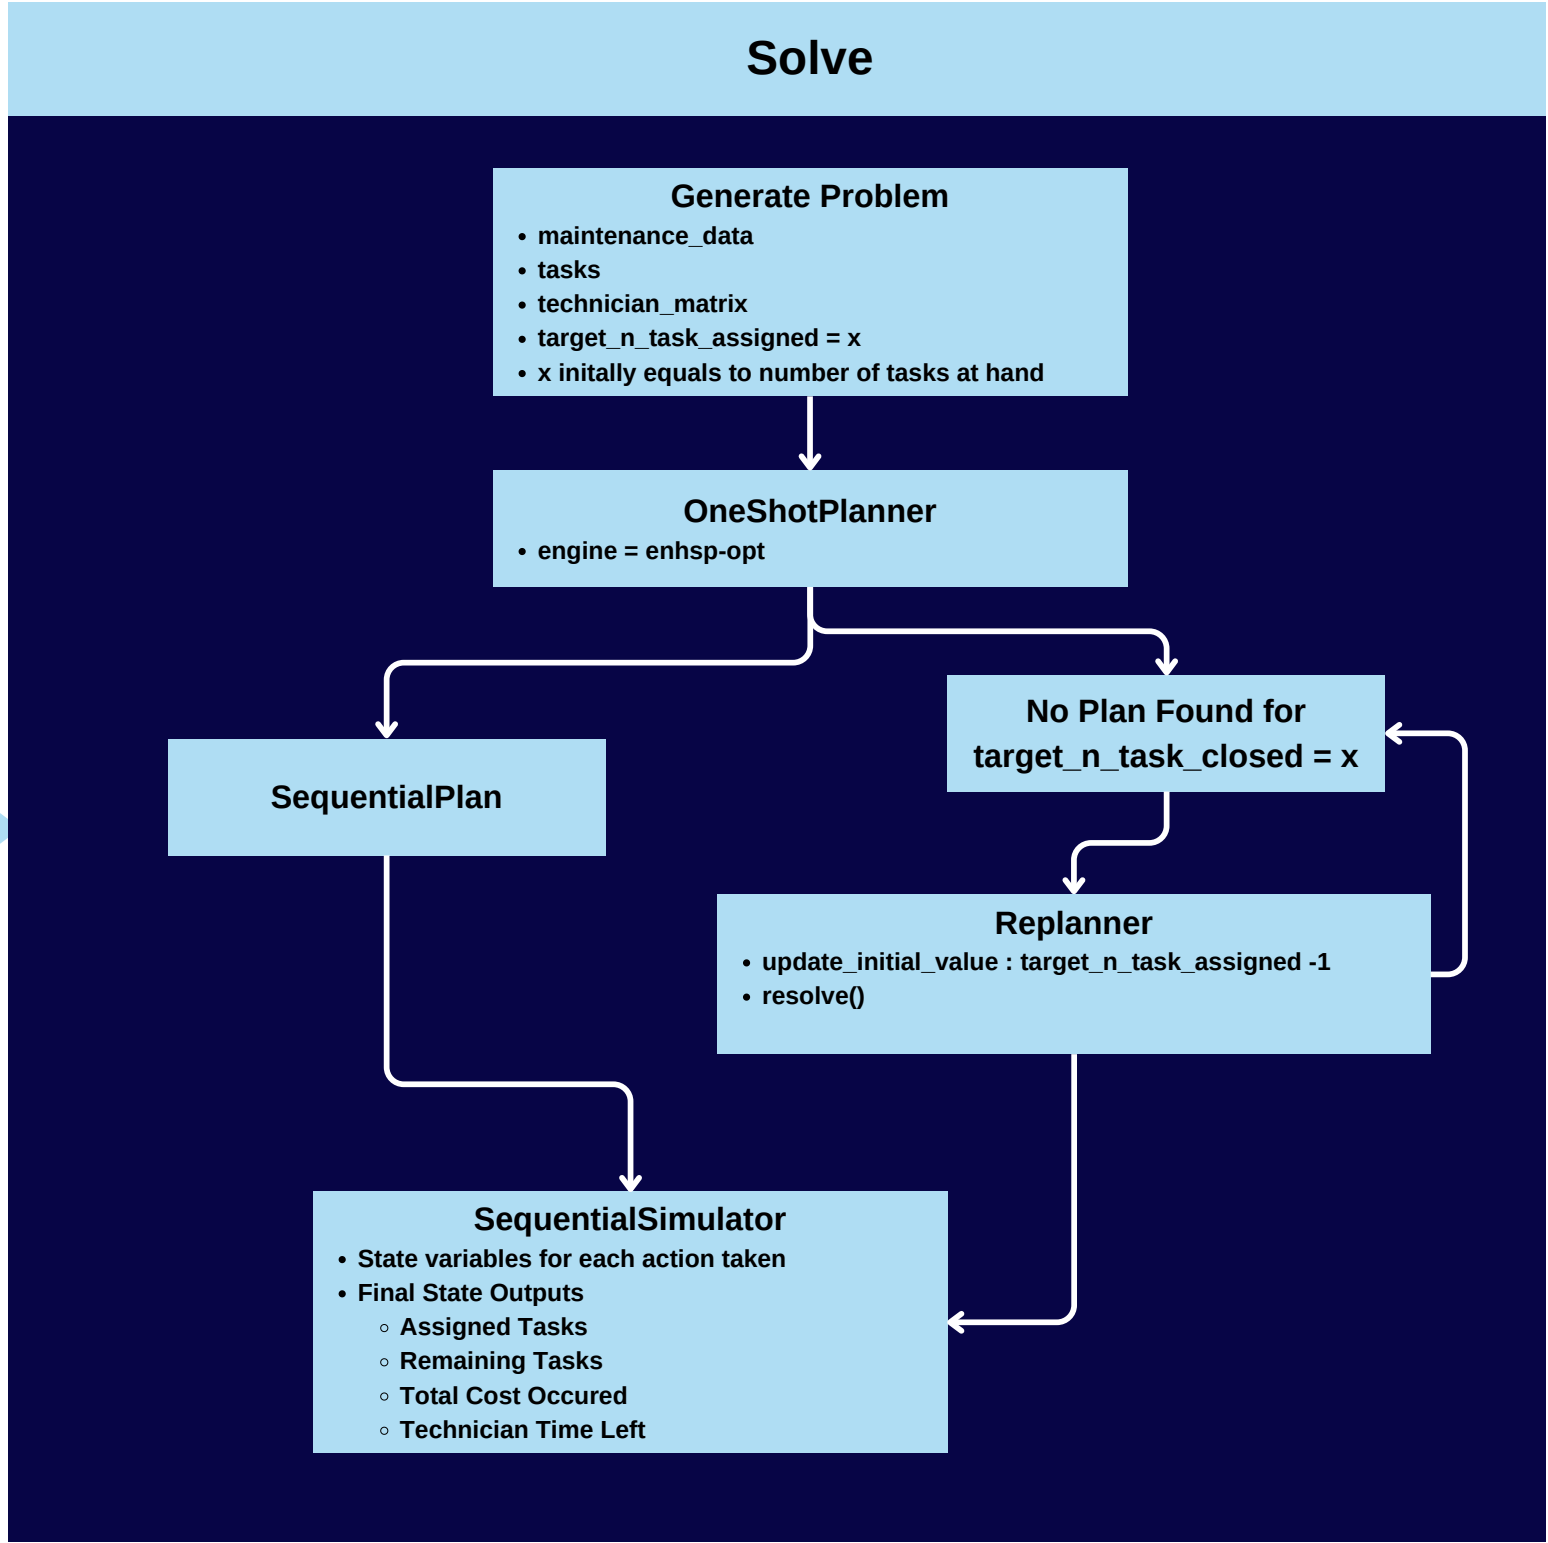 Solve
Generate Problem
• maintenance_data
• tasks
• technician_matrix
• target_n_task_assigned = x
• x initally equals to number of tasks at hand
OneShotPlanner
• engine = enhsp-opt
No Plan Found for
target_n_task_closed = x
SequentialPlan
Replanner
• update_initial_value : target_n_task_assigned -1
• resolve()
SequentialSimulator
• State variables for each action taken
• Final State Outputs
◦ Assigned Tasks
◦ Remaining Tasks
◦ Total Cost Occured
◦ Technician Time Left